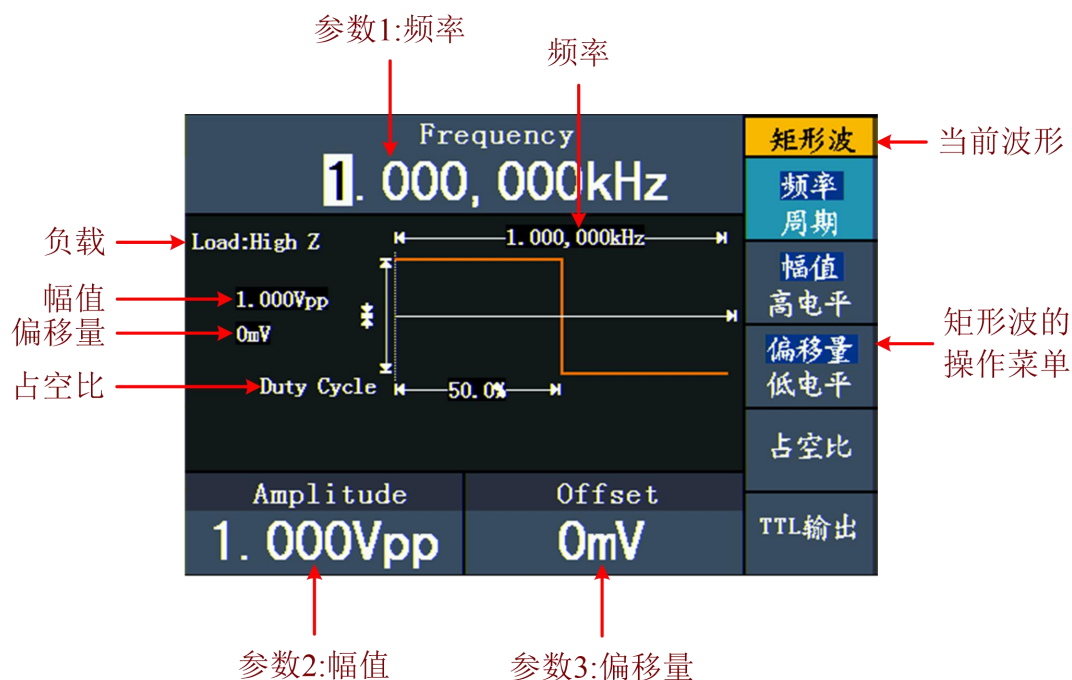 参数1:频率
频率
Frequency
1.000,000kHz
矩形波
当前波形
频率
周期
负载
Load:High Z
1.000,000kHz
幅值
高电平
幅值
1.000Vpp
偏移量
0mV
矩形波的
操作菜单
偏移量
低电平
占空比
Duty Cycle
50.0%
占空比
Amplitude
1.000Vpp
Offset
0mV
TTL输出
参数2:幅值
参数3:偏移量